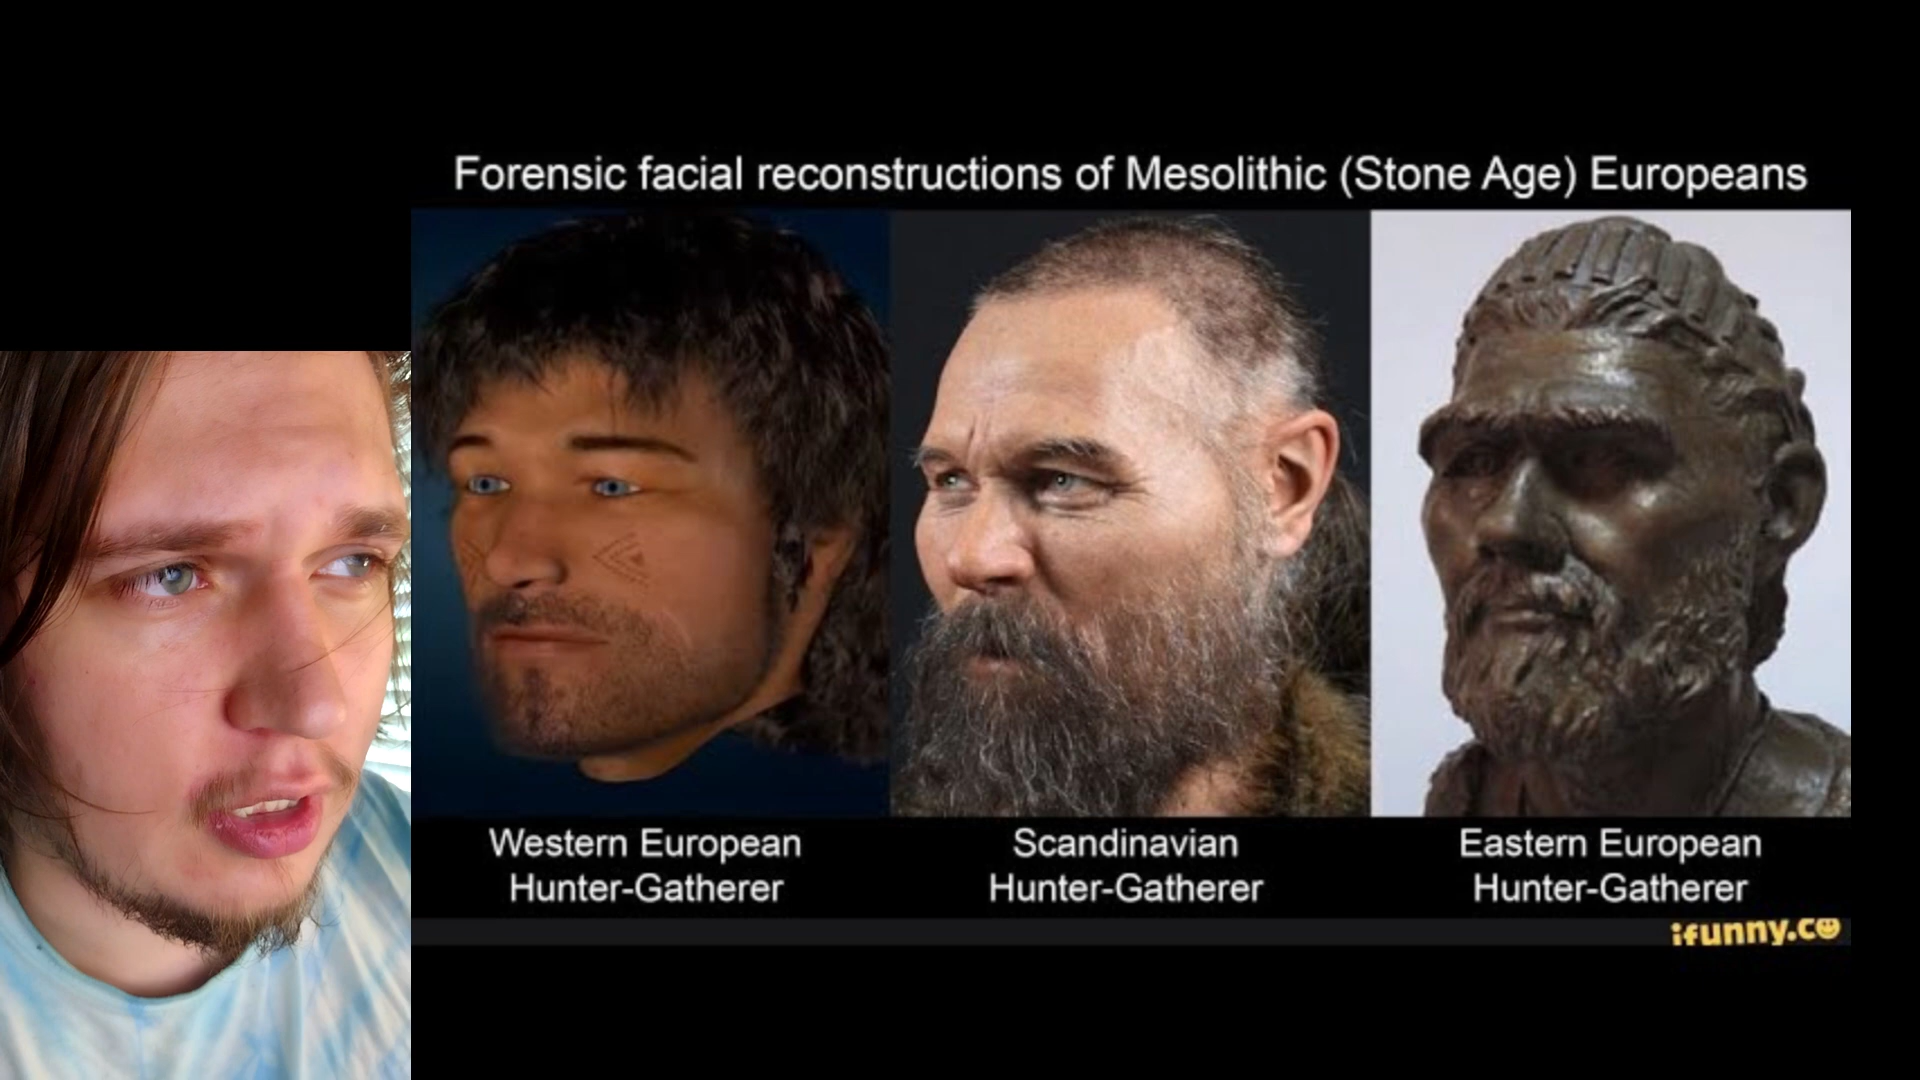 Forensic facial reconstructions of Mesolithic (Stone Age) Europeans
Western European
Hunter-Gatherer
Scandinavian
Hunter-Gatherer
Eastern European
Hunter-Gatherer
ifunny.co